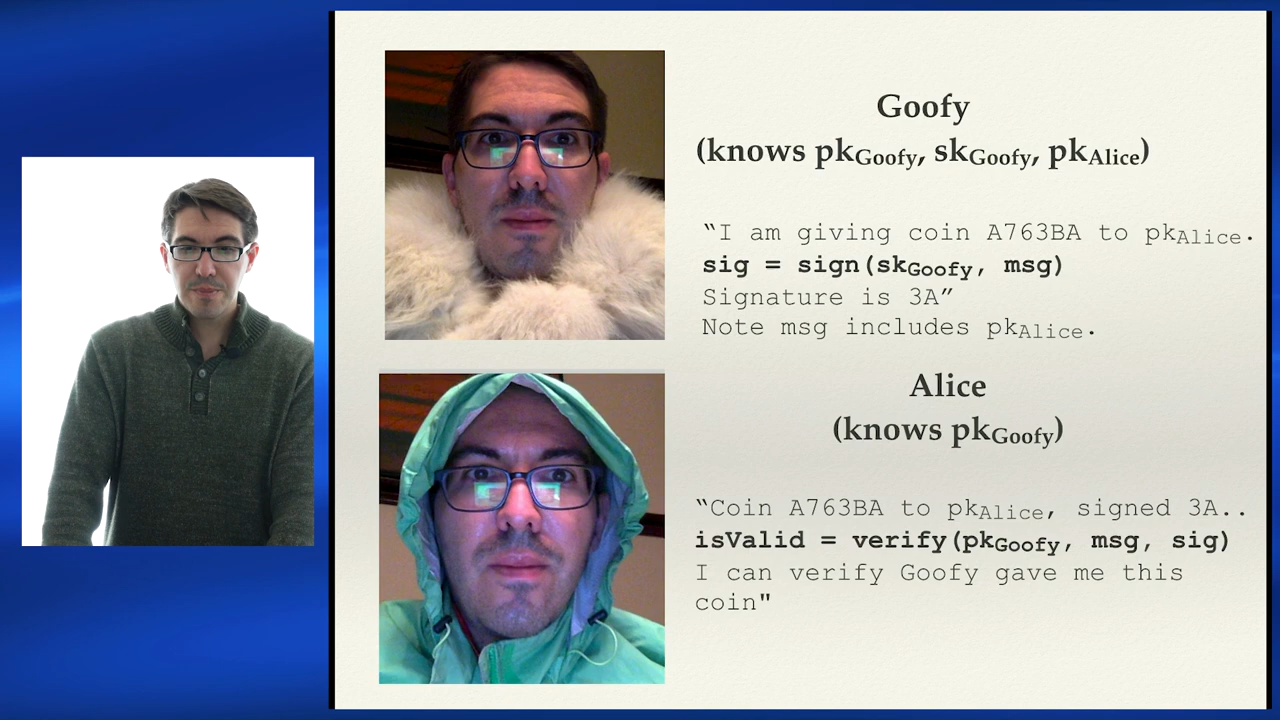 Goofy
(knows pkGoofy, skGoofy, pkAlice)
“I am giving coin A763BA to pkAlice.
sig = sign(skGoofy, msg)
Signature is 3A”
Note msg includes pkAlice.
Alice
(knows pkGoofy)
“Coin A763BA to pkAlice, signed 3A..
isValid = verify(pkGoofy, msg, sig)
I can verify Goofy gave me this
coin"